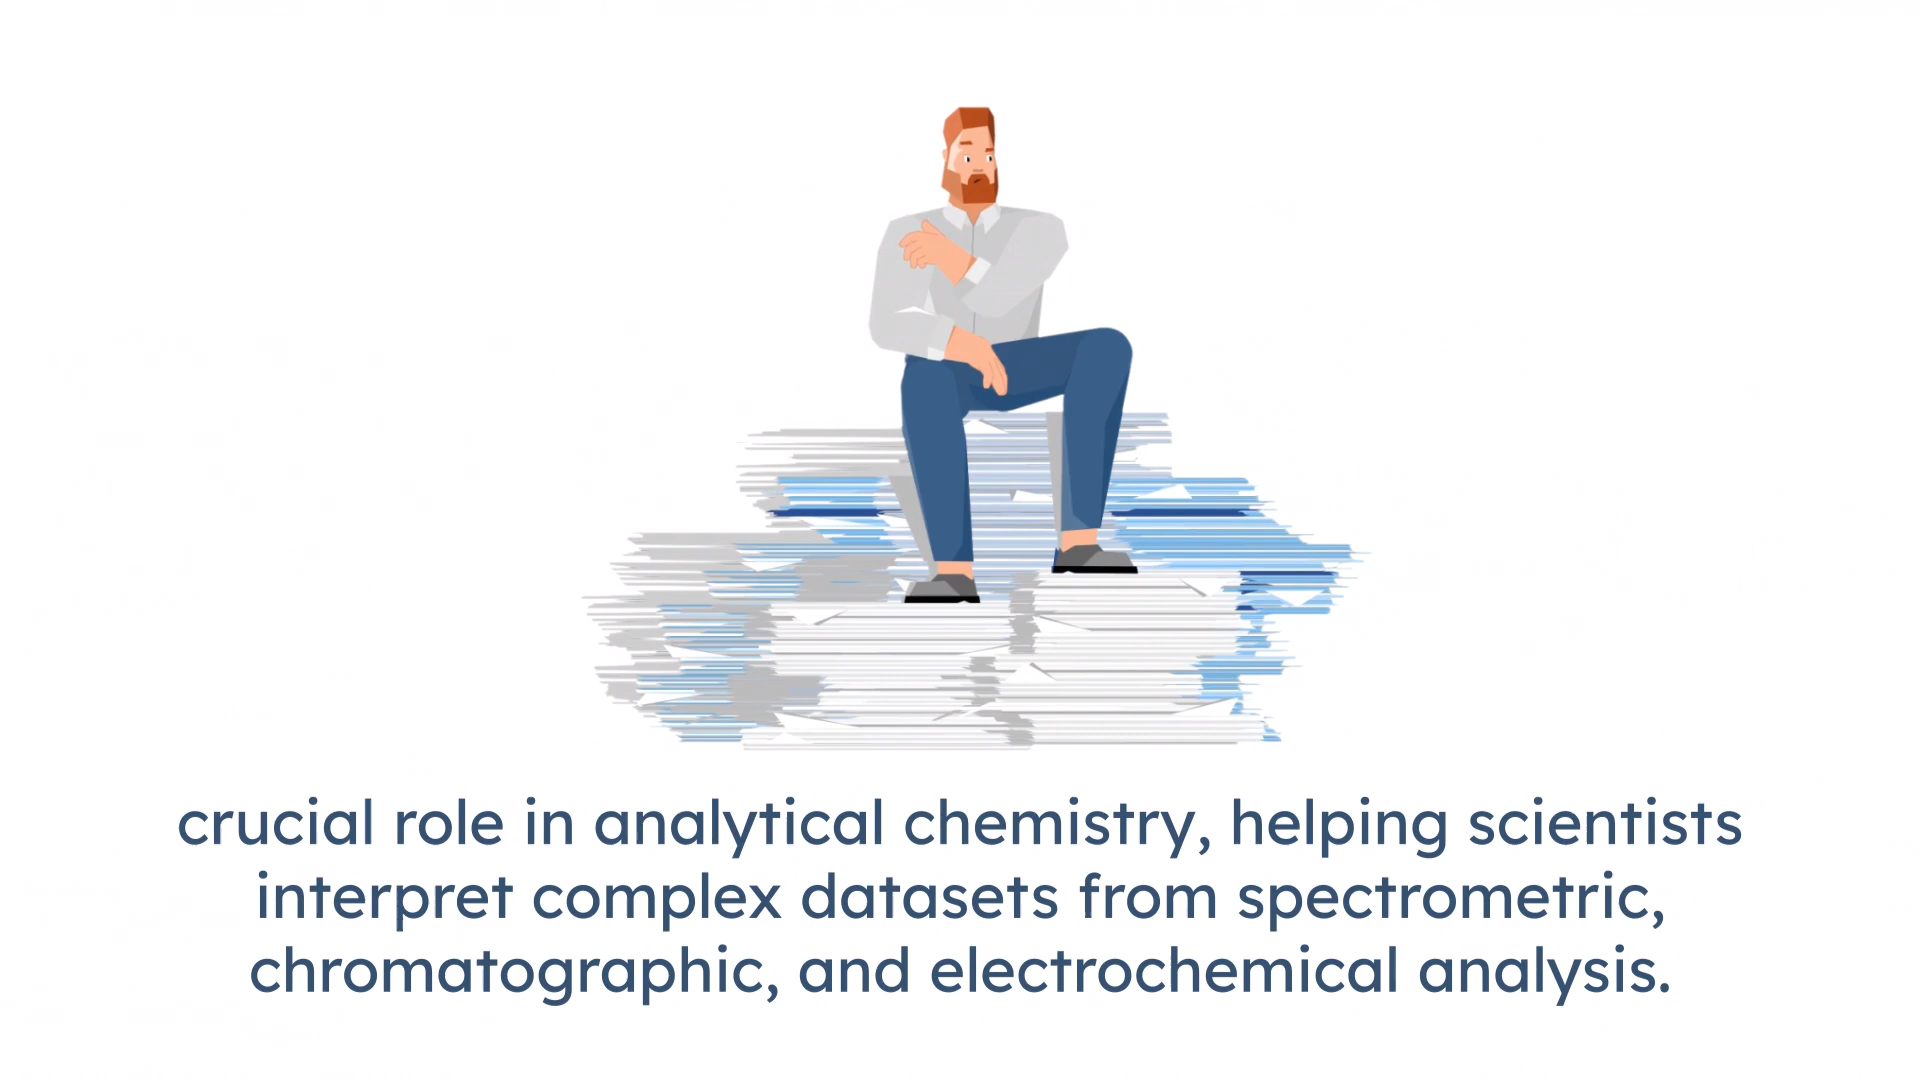 crucial role in analytical chemistry, helping scientists
interpret complex datasets from spectrometric,
chromatographic, and electrochemical analysis.